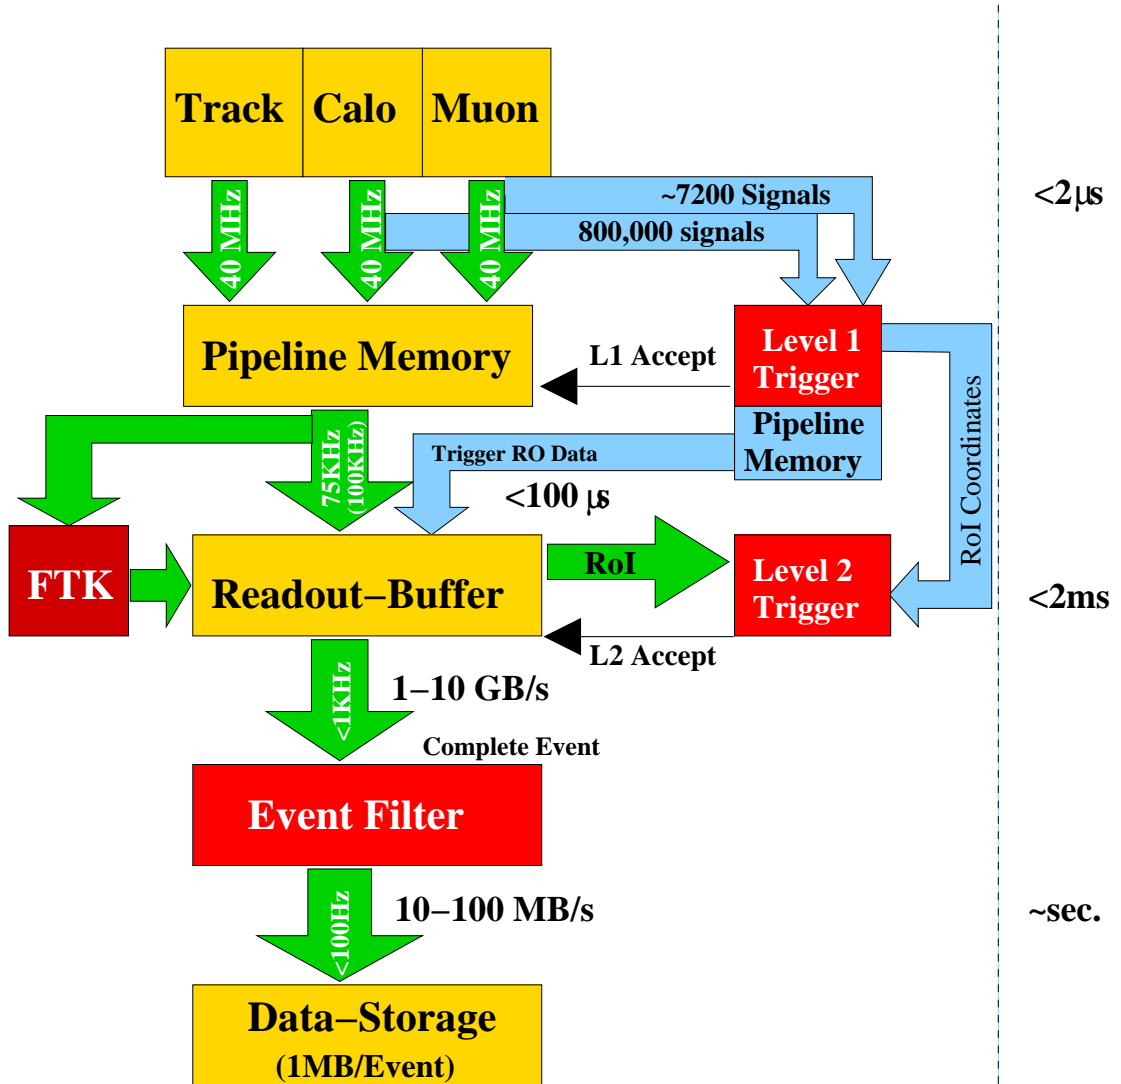 Track Calo Muon
40 MHz
40 MHz
40 MHz
~7200 Signals
800,000 signals
<2μs
Pipeline Memory
L1 Accept
Level 1
Trigger
Pipeline
Memory
RoI Coordinates
75KHz
(100KHz)
Trigger RO Data
<100 μs
FTK
Readout–Buffer
RoI
Level 2
Trigger
<2ms
L2 Accept
<1KHz
1–10 GB/s
Complete Event
Event Filter
<100Hz
10–100 MB/s
~sec.
Data–Storage
(1MB/Event)